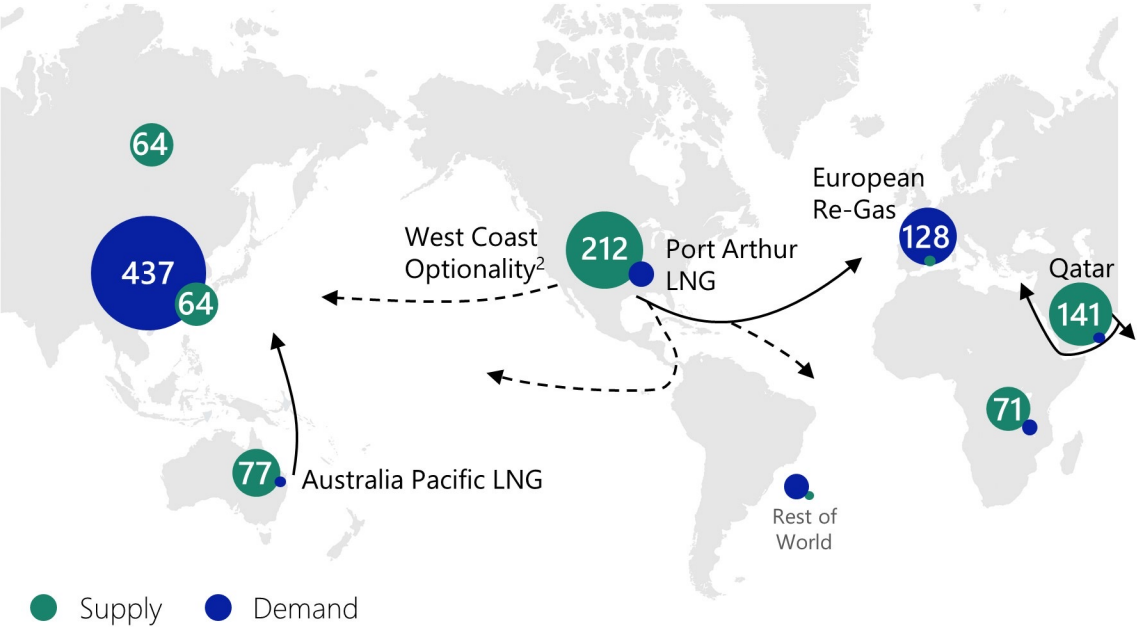 64
European
Re-Gas
128
West Coast
Optionality²
212
Port Arthur
LNG
Qatar
437
64
141
71
77
Australia Pacific LNG
Rest of
World
Supply
Demand